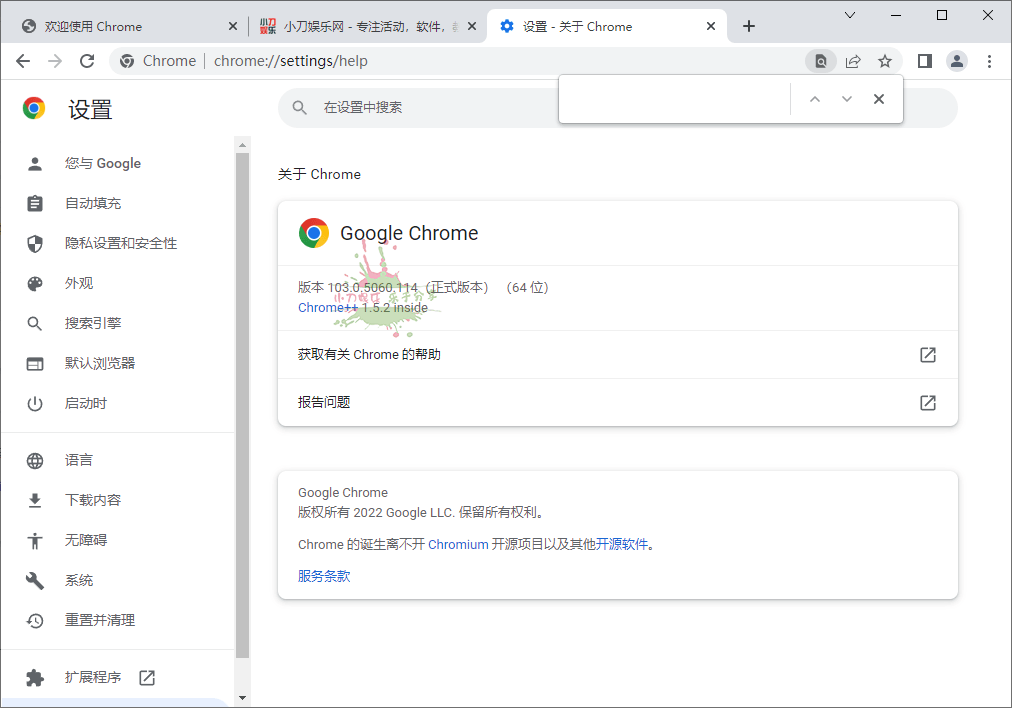 欢迎使用 Chrome
小刀娱乐网 - 专注活动，软件，
设置 - 关于 Chrome
Chrome
chrome://settings/help
设置
在设置中搜索
您与 Google
自动填充
隐私设置和安全性
外观
搜索引擎
默认浏览器
启动时
语言
下载内容
无障碍
系统
重置并清理
扩展程序
关于 Chrome
Google Chrome
版本 103.0.5060.114（正式版本） （64 位）
小刀娱乐 乐于分享
Chrome++ 1.5.2 inside
获取有关 Chrome 的帮助
报告问题
Google Chrome
版权所有 2022 Google LLC. 保留所有权利。
Chrome 的诞生离不开 Chromium 开源项目以及其他开源软件。
服务条款